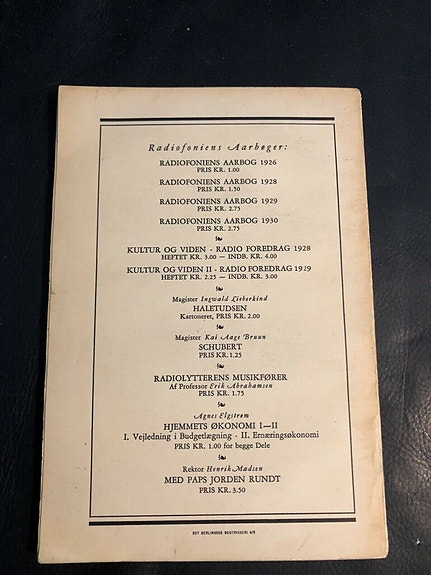 Radiofoniens Aarbøger:
RADIOFONIENS AARBOG 1926
PRIS KR. 1.00
RADIOFONIENS AARBOG 1928
PRIS KR. 1.50
RADIOFONIENS AARBOG 1929
PRIS KR. 2.75
RADIOFONIENS AARBOG 1930
PRIS KR. 2.75
KULTUR OG VIDEN - RADIO FOREDRAG 1928
HEFTET KR. 3.00 — INDB. KR. 4.00
KULTUR OG VIDEN II - RADIO FOREDRAG 1929
HEFTET KR. 2.25 — INDB. KR. 3.00
Magister Ingwald Lieberkind
HALETUDSEN
Kartoneret, PRIS KR. 2.00
Magister Kai Aage Bruun
SCHUBERT
PRIS KR. 1.25
RADIOLYTTERENS MUSIKFØRER
Af Professor Erik Abrahamsen
PRIS KR. 1.75
Agnes Elgstrøm
HJEMMETS ØKONOMI I—II
I. Vejledning i Budgetlægning - II. Ernæringsøkonomi
PRIS KR. 1.00 for begge Dele
Rektor Henrik Madsen
MED PAPS JORDEN RUNDT
PRIS KR. 3.50
DET BERLINGSKE BOGTRYKKERI A/S